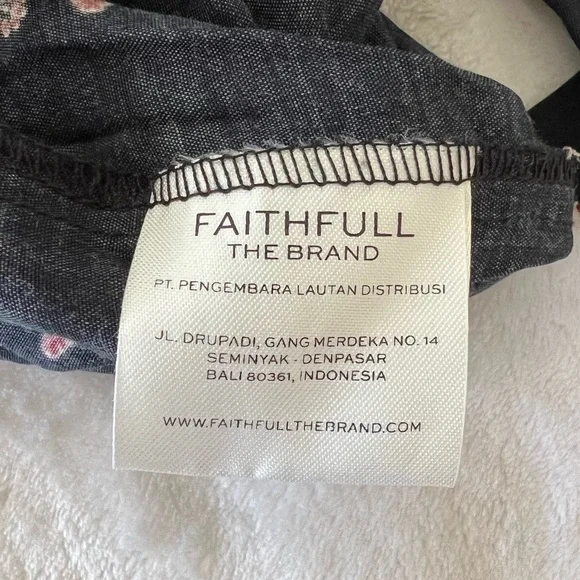 FAITHFULL
THE BRAND
PT. PENGEMBARA LAUTAN DISTRIBUSI
JL. DRUPADI, GANG MERDEKA NO. 14
SEMINYAK - DENPASAR
BALI 80361, INDONESIA
WWW.FAITHFULLTHEBRAND.COM